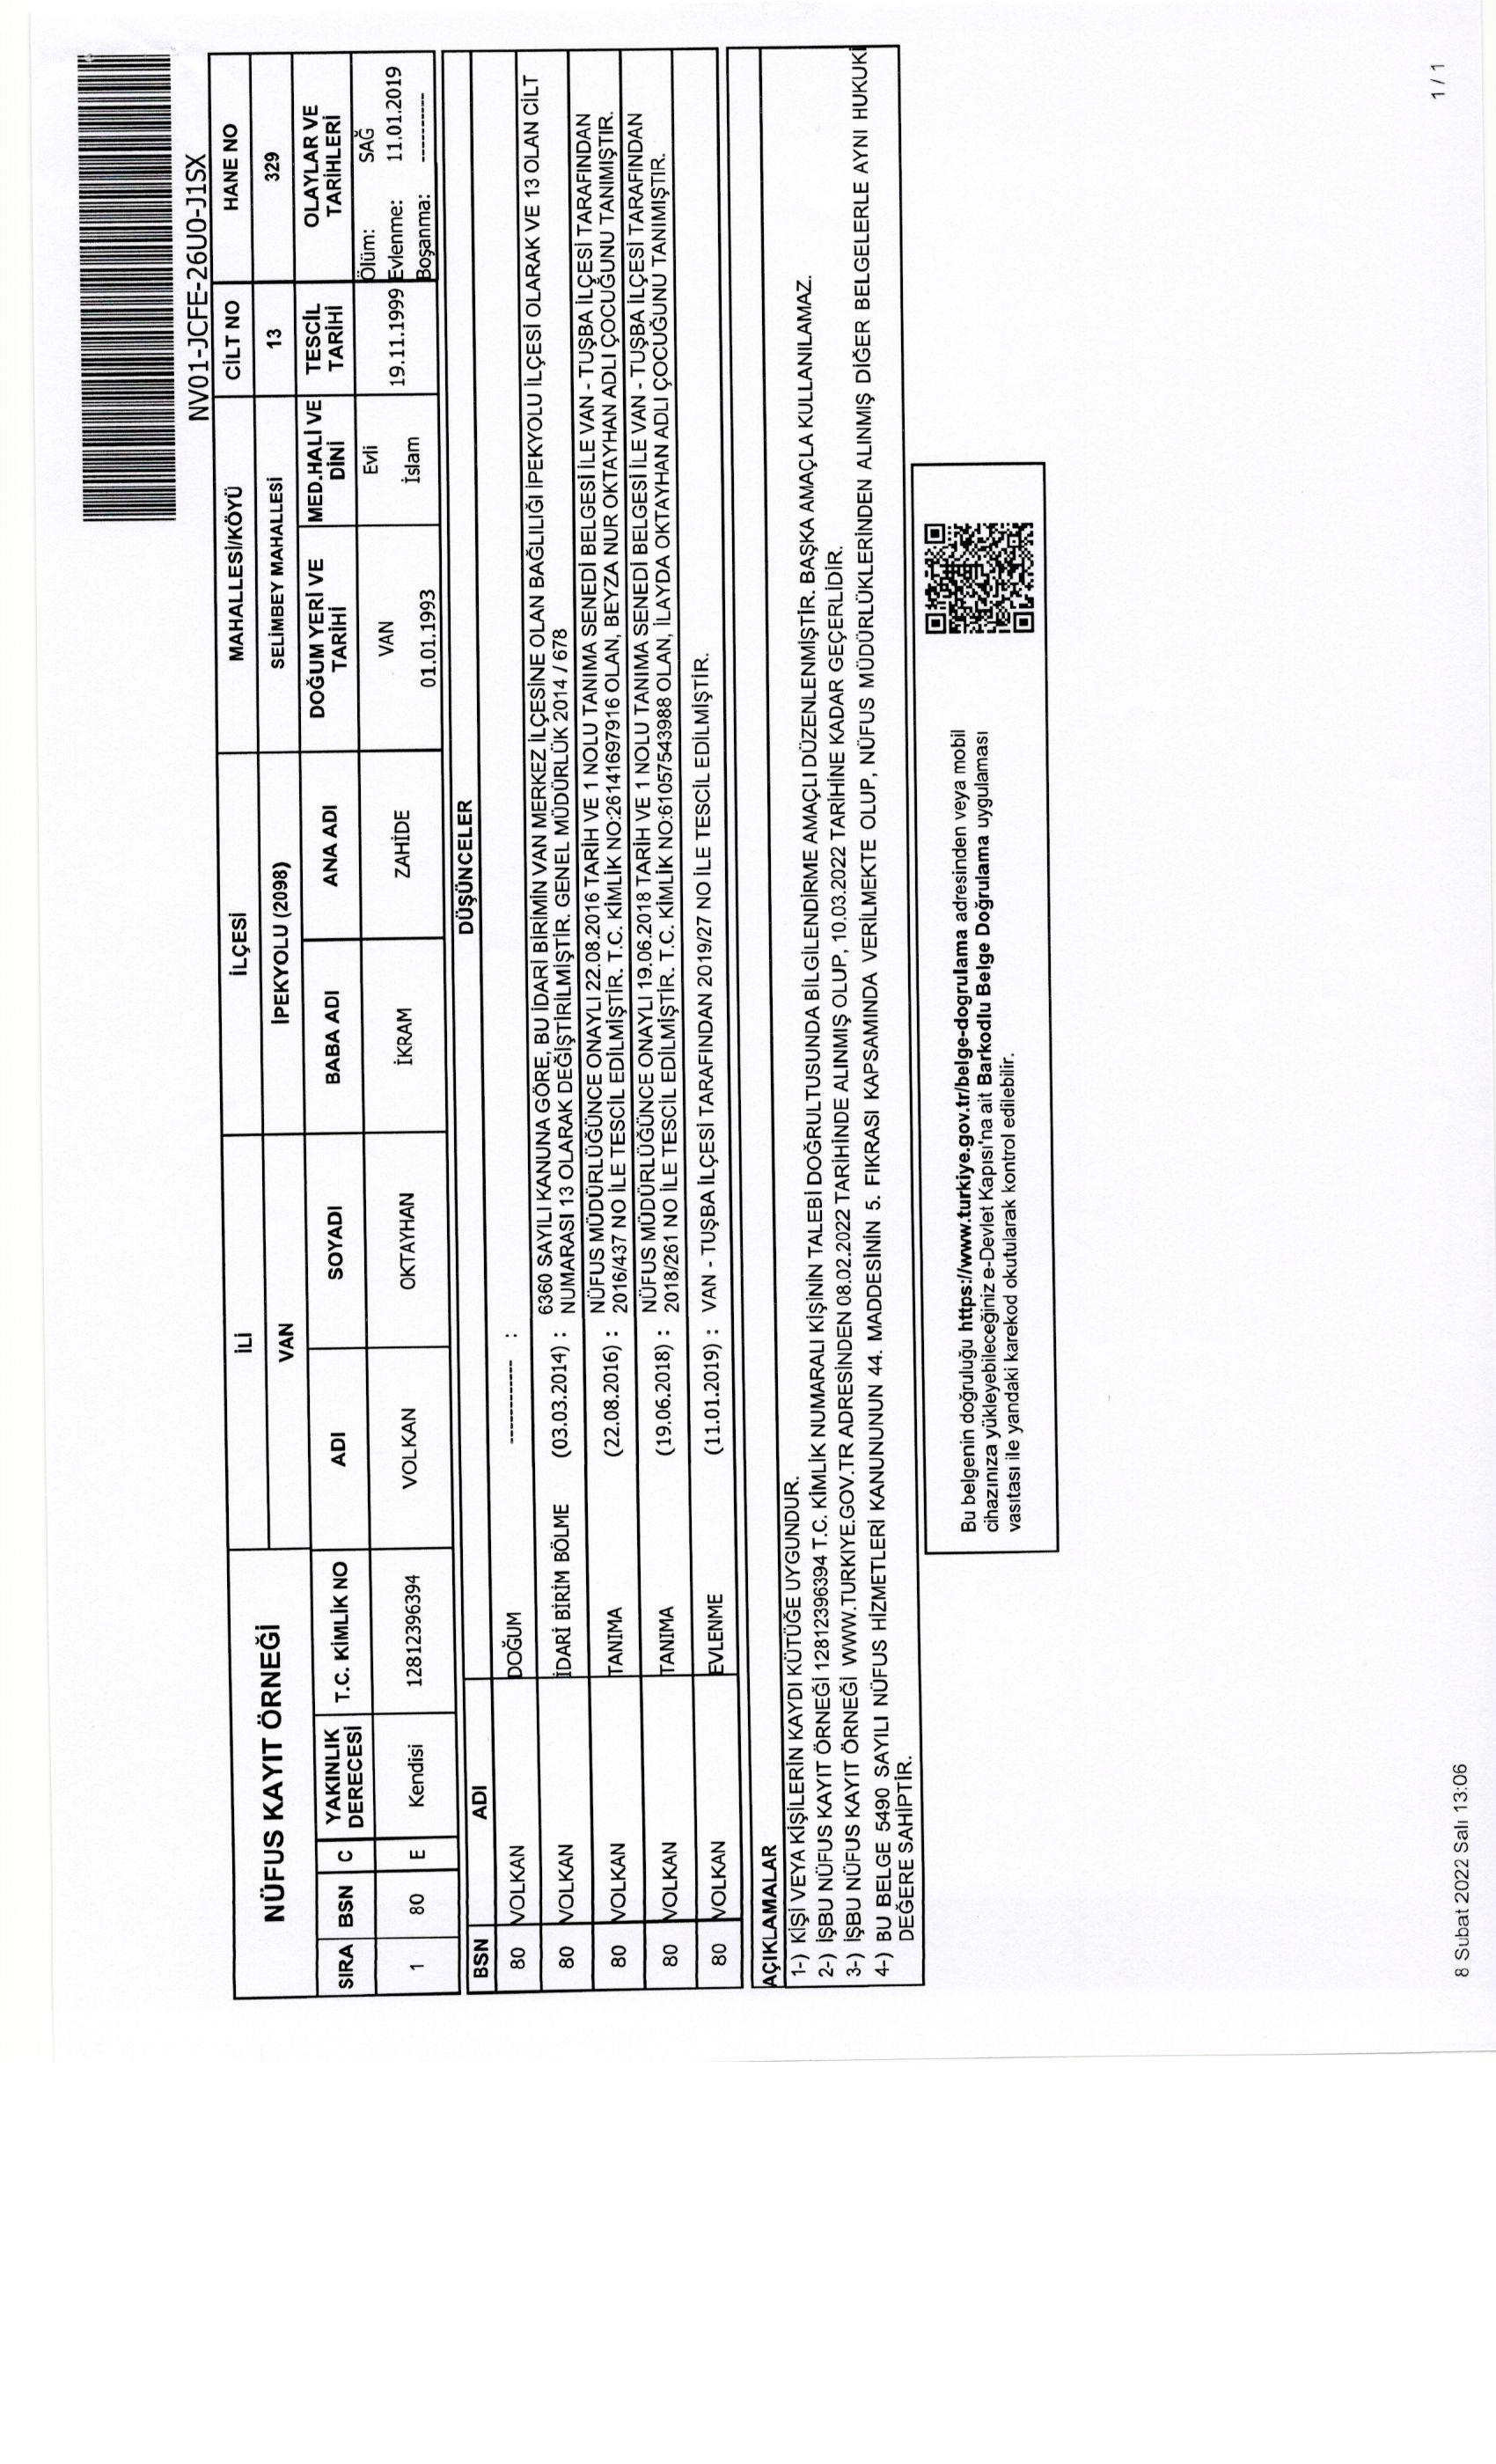 NV01-JCFE-26U0-J1SX
NÜFUS KAYIT ÖRNEĞİ İLİ İLÇESİ MAHALLESİ/KÖYÜ CİLT NO HANE NO
VAN İPEKYOLU (2098) SELİMBEY MAHALLESİ 13 329
SIRA BSN C YAKINLIK DERECESİ T.C. KİMLİK NO ADI SOYADI BABA ADI ANA ADI DOĞUM YERİ VE TARİHİ MED.HALİ VE DİNİ TESCİL TARİHİ OLAYLAR VE TARİHLERİ
1 80 E Kendisi 12812396394 VOLKAN OKTAYHAN İKRAM ZAHİDE VAN 01.01.1993 Evli İslam 19.11.1999 Ölüm: SAĞ
Evlenme: 11.01.2019
Boşanma: ----------
BSN ADI DÜŞÜNCELER
80 VOLKAN DOĞUM ------------ :
80 VOLKAN İDARİ BİRİM BÖLME (03.03.2014) : 6360 SAYILI KANUNA GÖRE, BU İDARİ BİRİMİN VAN MERKEZ İLÇESİNE OLAN BAĞLILIĞI İPEKYOLU İLÇESİ OLARAK VE 13 OLAN CİLT
NUMARASI 13 OLARAK DEĞİŞTİRİLMİŞTİR. GENEL MÜDÜRLÜK 2014 / 678
80 VOLKAN TANIMA (22.08.2016) : NÜFUS MÜDÜRLÜĞÜNCE ONAYLI 22.08.2016 TARİH VE 1 NOLU TANIMA SENEDİ BELGESİ İLE VAN - TUŞBA İLÇESİ TARAFINDAN
2016/437 NO İLE TESCİL EDİLMİŞTİR. T.C. KİMLİK NO:26141697916 OLAN, BEYZA NUR OKTAYHAN ADLI ÇOCUĞUNU TANIMIŞTIR.
80 VOLKAN TANIMA (19.06.2018) : NÜFUS MÜDÜRLÜĞÜNCE ONAYLI 19.06.2018 TARİH VE 1 NOLU TANIMA SENEDİ BELGESİ İLE VAN - TUŞBA İLÇESİ TARAFINDAN
2018/261 NO İLE TESCİL EDİLMİŞTİR. T.C. KİMLİK NO:61057543988 OLAN, İLAYDA OKTAYHAN ADLI ÇOCUĞUNU TANIMIŞTIR.
80 VOLKAN EVLENME (11.01.2019) : VAN - TUŞBA İLÇESİ TARAFINDAN 2019/27 NO İLE TESCİL EDİLMİŞTİR.
AÇIKLAMALAR
1-) KİŞİ VEYA KİŞİLERİN KAYDI KÜTÜĞE UYGUNDUR.
2-) İŞBU NÜFUS KAYIT ÖRNEĞİ 12812396394 T.C. KİMLİK NUMARALI KİŞİNİN TALEBİ DOĞRULTUSUNDA BİLGİLENDİRME AMAÇLI DÜZENLENMİŞTİR. BAŞKA AMAÇLA KULLANILAMAZ.
3-) İŞBU NÜFUS KAYIT ÖRNEĞİ WWW.TURKIYE.GOV.TR ADRESİNDEN 08.02.2022 TARİHİNDE ALINMIŞ OLUP, 10.03.2022 TARİHİNE KADAR GEÇERLİDİR.
4-) BU BELGE 5490 SAYILI NÜFUS HİZMETLERİ KANUNUNUN 44. MADDESİNİN 5. FIKRASI KAPSAMINDA VERİLMEKTE OLUP, NÜFUS MÜDÜRLÜKLERİNDEN ALINMIŞ DİĞER BELGELERLE AYNI HUKUKİ
DEĞERE SAHİPTİR.
Bu belgenin doğruluğu https://www.turkiye.gov.tr/belge-dogrulama adresinden veya mobil
cihazınıza yükleyebileceğiniz e-Devlet Kapısı'na ait Barkodlu Belge Doğrulama uygulaması
vasıtası ile yandaki karekod okutularak kontrol edilebilir.
8 Subat 2022 Salı 13:06
1 / 1